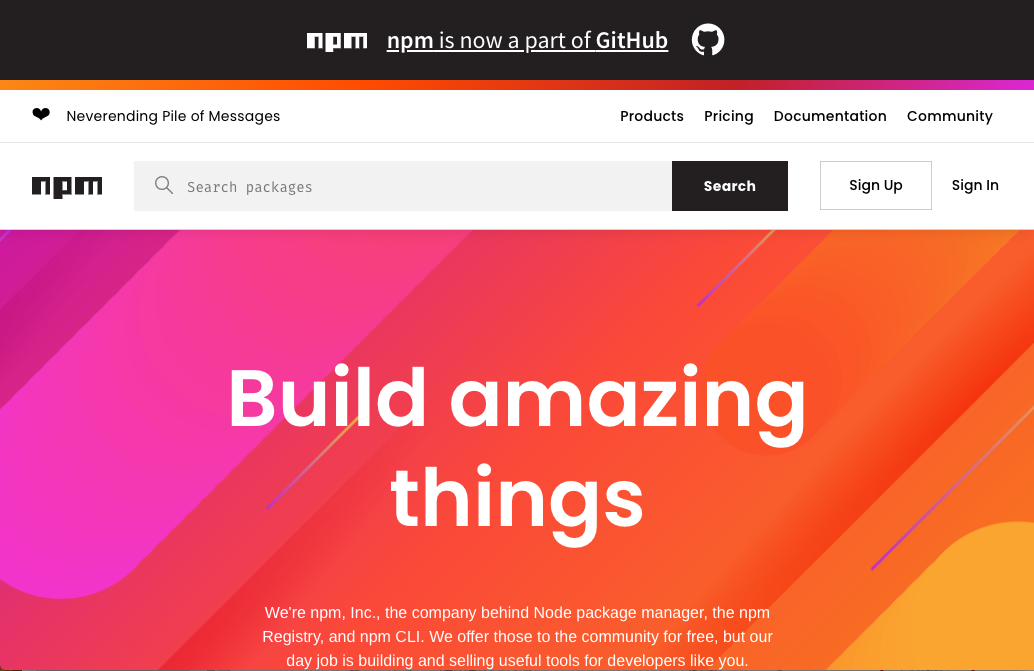 npm npm is now a part of GitHub
Neverending Pile of Messages
Products Pricing Documentation Community
npm Search packages Search Sign Up Sign In
Build amazing
things
We're npm, Inc., the company behind Node package manager, the npm
Registry, and npm CLI. We offer those to the community for free, but our
day job is building and selling useful tools for developers like you.